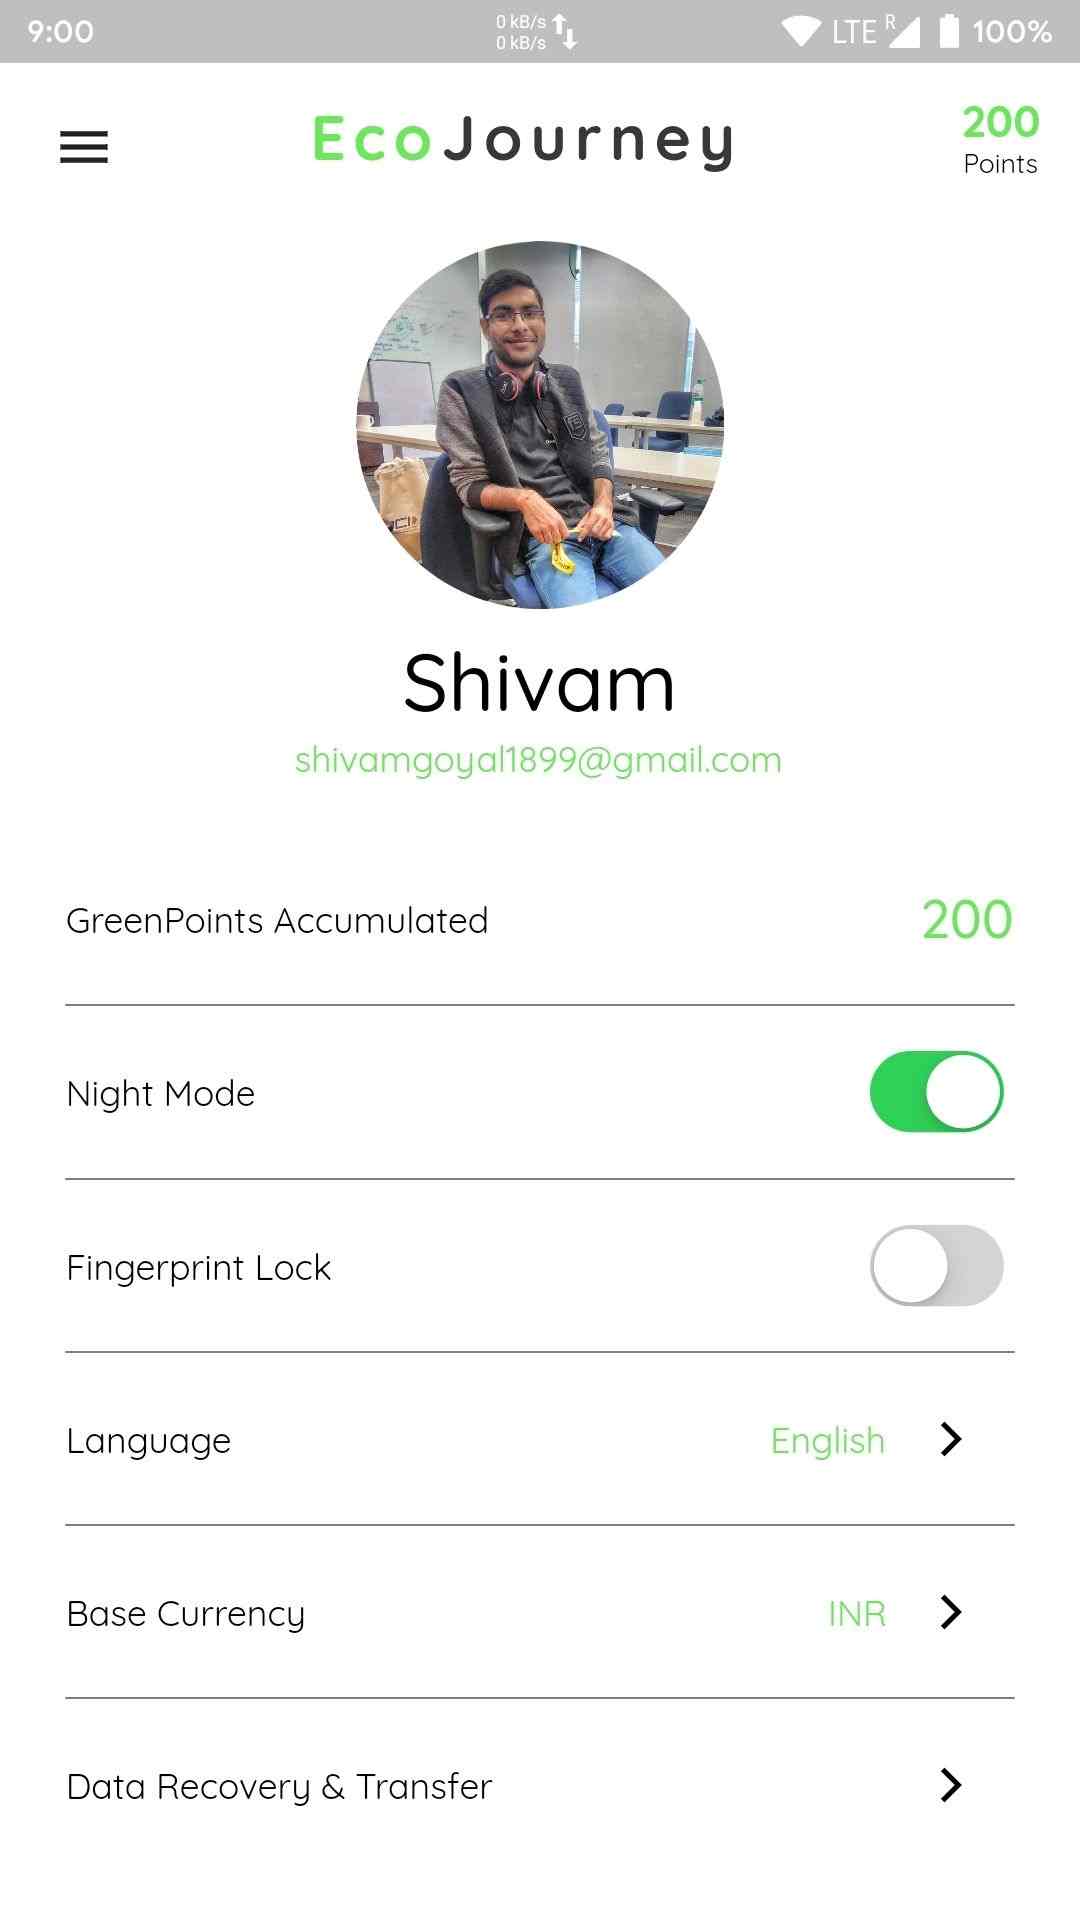 9:00
0 kB/s
0 kB/s
LTE R 100%
EcoJourney
200
Points
Shivam
shivamgoyal1899@gmail.com
GreenPoints Accumulated 200
Night Mode
Fingerprint Lock
Language English
Base Currency INR
Data Recovery & Transfer